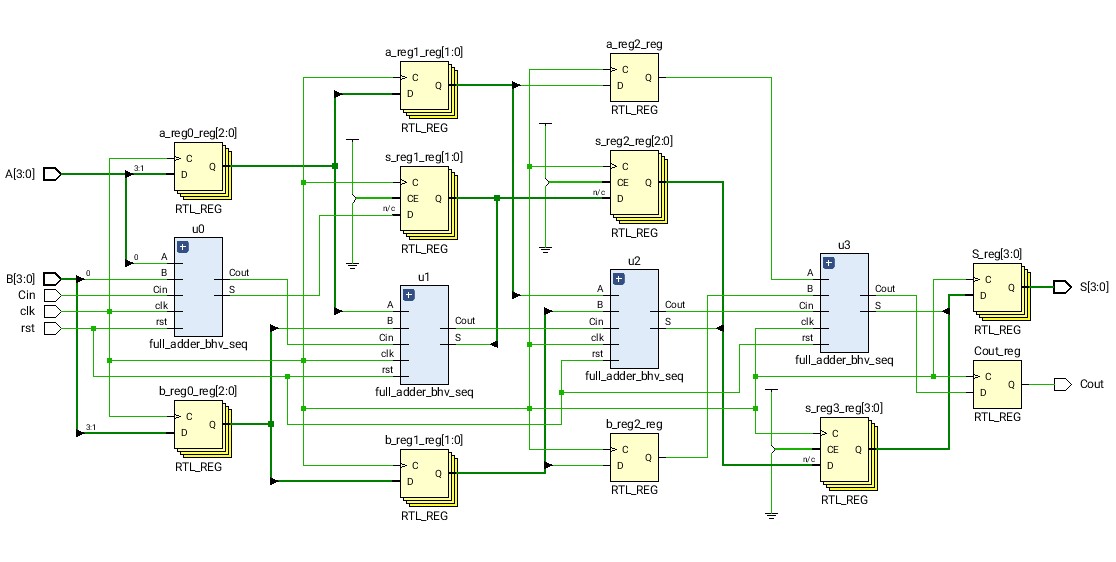 a_reg0_reg[2:0]
C
D
Q
RTL_REG
A[3:0]
3:1
0
u0
A
B
Cin
clk
rst
Cout
S
full_adder_bhv_seq
B[3:0]
0
Cin
clk
rst
3:1
b_reg0_reg[2:0]
C
D
Q
RTL_REG
a_reg1_reg[1:0]
C
D
Q
RTL_REG
s_reg1_reg[1:0]
C
CE
n/c
D
Q
RTL_REG
u1
A
B
Cin
clk
rst
Cout
S
full_adder_bhv_seq
b_reg1_reg[1:0]
C
D
Q
RTL_REG
a_reg2_reg
C
D
Q
RTL_REG
s_reg2_reg[2:0]
C
CE
n/c
D
Q
RTL_REG
u2
A
B
Cin
clk
rst
Cout
S
full_adder_bhv_seq
b_reg2_reg
C
D
Q
RTL_REG
u3
A
B
Cin
clk
rst
Cout
S
full_adder_bhv_seq
s_reg3_reg[3:0]
C
CE
n/c
D
Q
RTL_REG
S_reg[3:0]
C
D
Q
RTL_REG
S[3:0]
Cout_reg
C
D
Q
RTL_REG
Cout